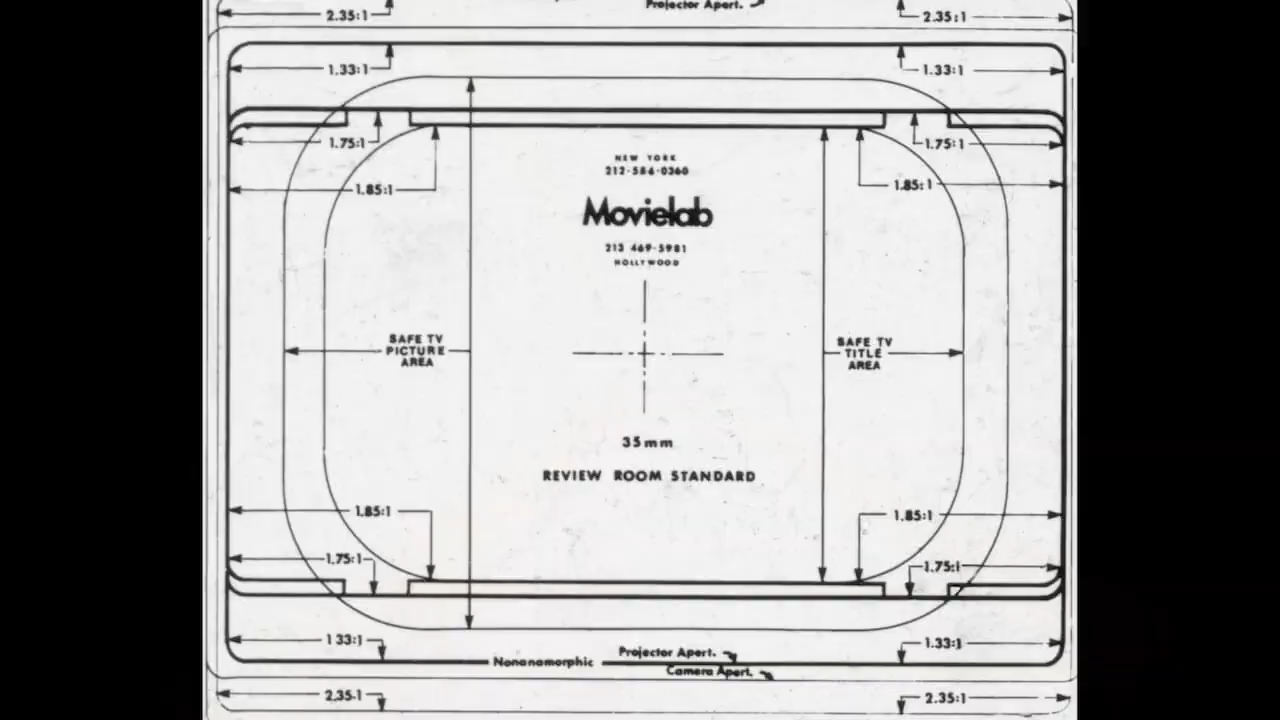 Projector Apert.
2.35:1
2.35:1
1.33:1
1.33:1
1.75:1
1.75:1
1.85:1
1.85:1
NEW YORK
212-586-0360
Movielab
213 469-5981
HOLLYWOOD
SAFE TV
PICTURE
AREA
SAFE TV
TITLE
AREA
35mm
REVIEW ROOM STANDARD
1.85:1
1.85:1
1.75:1
1.75:1
1 33:1
1.33:1
Projector Apert.
Nonanamorphic
Camera Apert.
2.35-1
2.35:1